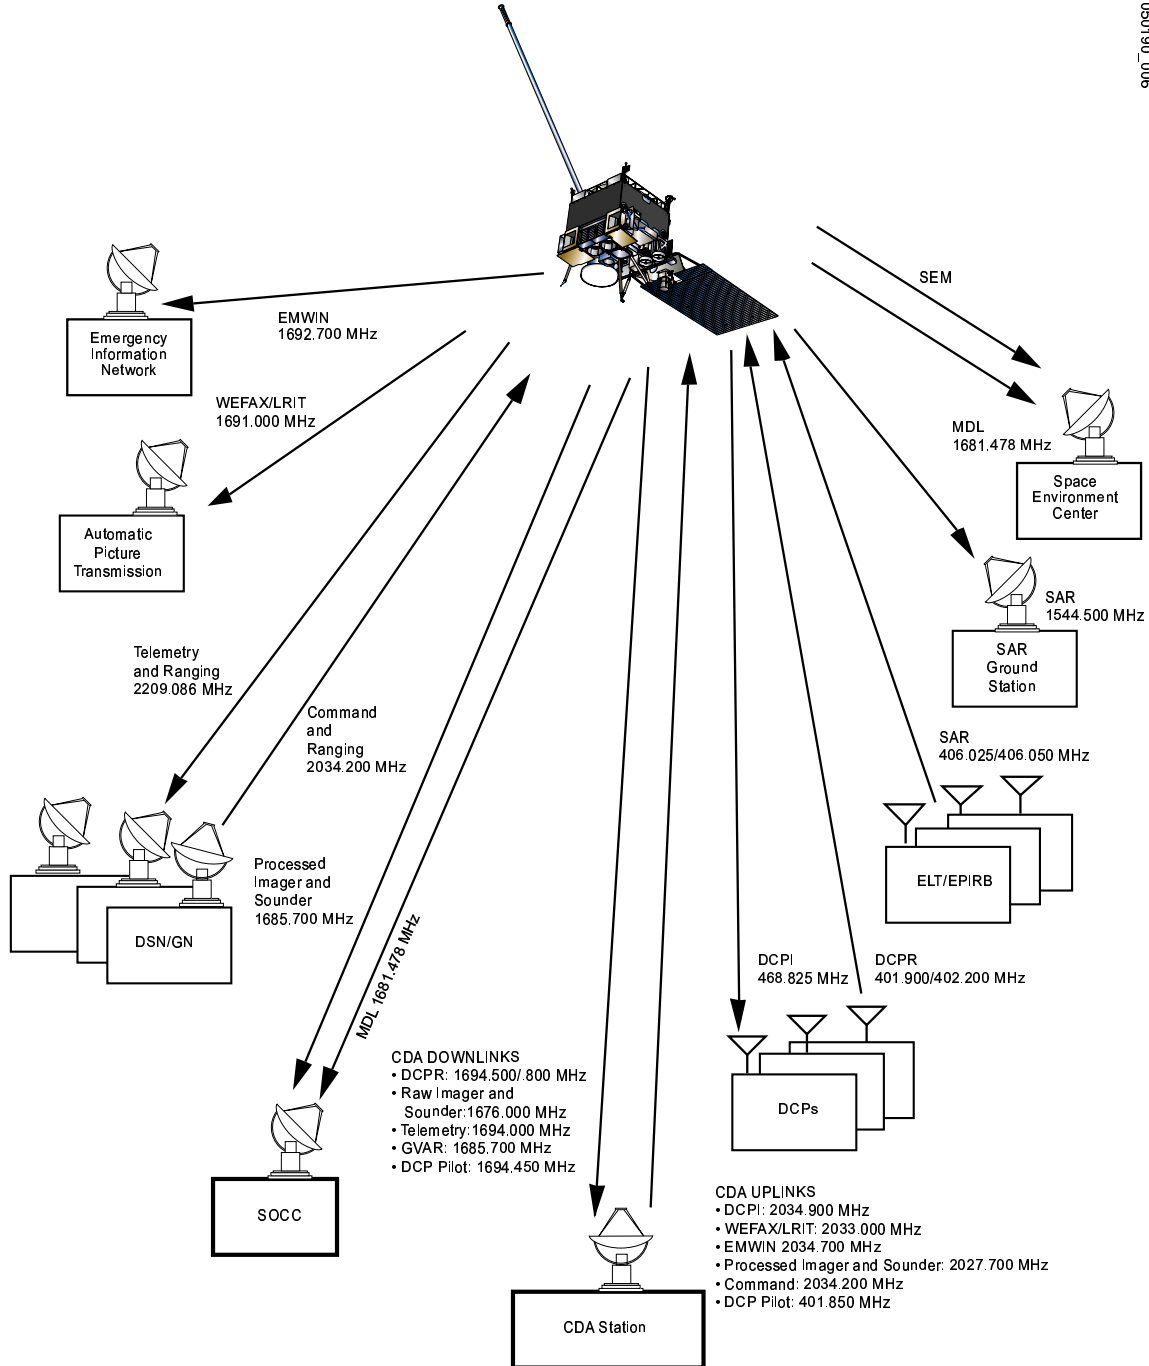 050190_006
SEM
EMWIN
1692.700 MHz
Emergency
Information
Network
WEFAX/LRIT
1691.000 MHz
MDL
1681.478 MHz
Space
Environment
Center
Automatic
Picture
Transmission
SAR
1544.500 MHz
SAR
Ground
Station
Telemetry
and Ranging
2209.086 MHz
Command
and
Ranging
2034.200 MHz
SAR
406.025/406.050 MHz
ELT/EPIRB
Processed
Imager and
Sounder
1685.700 MHz
DSN/GN
MDL 1681.478 MHz
DCPI
468.825 MHz
DCPR
401.900/402.200 MHz
DCPs
CDA DOWNLINKS
• DCPR: 1694.500/.800 MHz
• Raw Imager and
Sounder:1676.000 MHz
• Telemetry:1694.000 MHz
• GVAR: 1685.700 MHz
• DCP Pilot: 1694.450 MHz
SOCC
CDA UPLINKS
• DCPI: 2034.900 MHz
• WEFAX/LRIT: 2033.000 MHz
• EMWIN 2034.700 MHz
• Processed Imager and Sounder: 2027.700 MHz
• Command: 2034.200 MHz
• DCP Pilot: 401.850 MHz
CDA Station